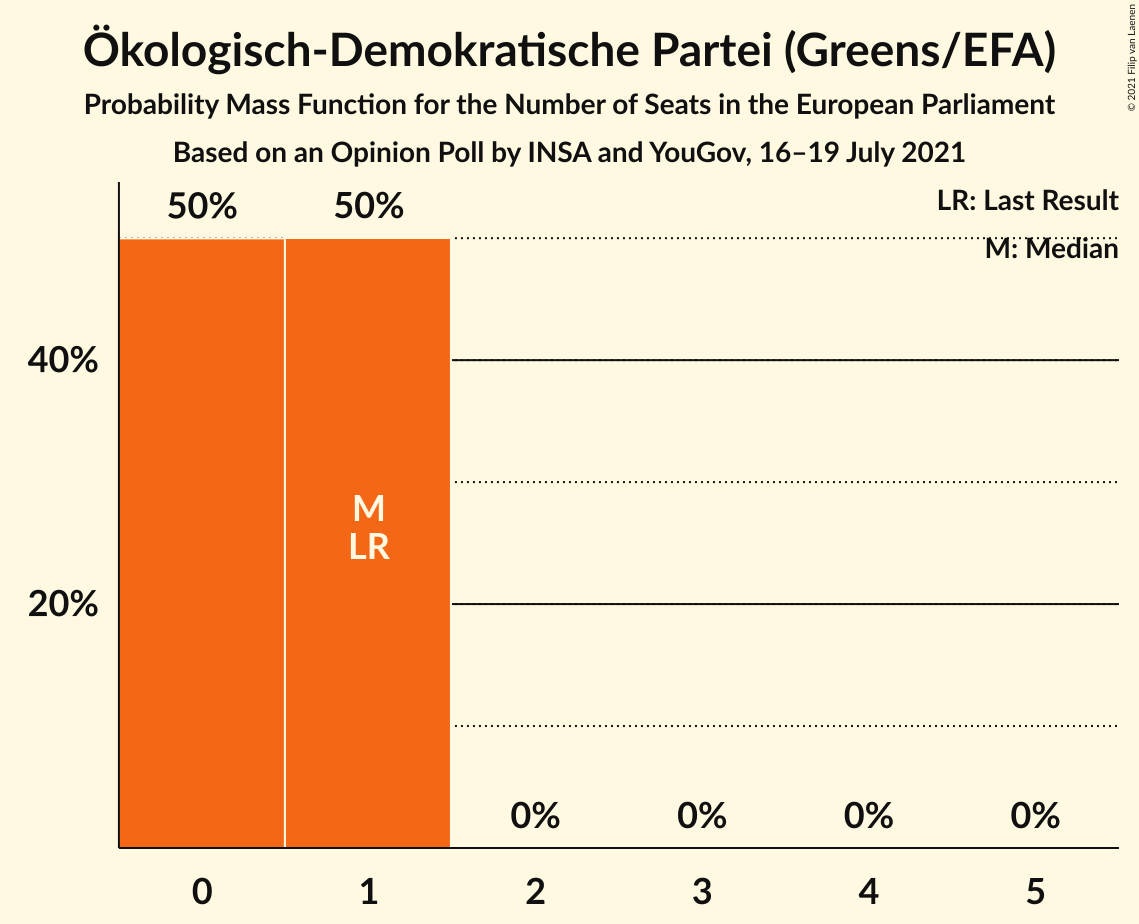 Ökologisch-Demokratische Partei (Greens/EFA)
Probability Mass Function for the Number of Seats in the European Parliament
Based on an Opinion Poll by INSA and YouGov, 16–19 July 2021
© 2021 Filip van Laenen
50% 50%
LR: Last Result
M: Median
40%
M
LR
20%
0% 0% 0% 0%
0 1 2 3 4 5